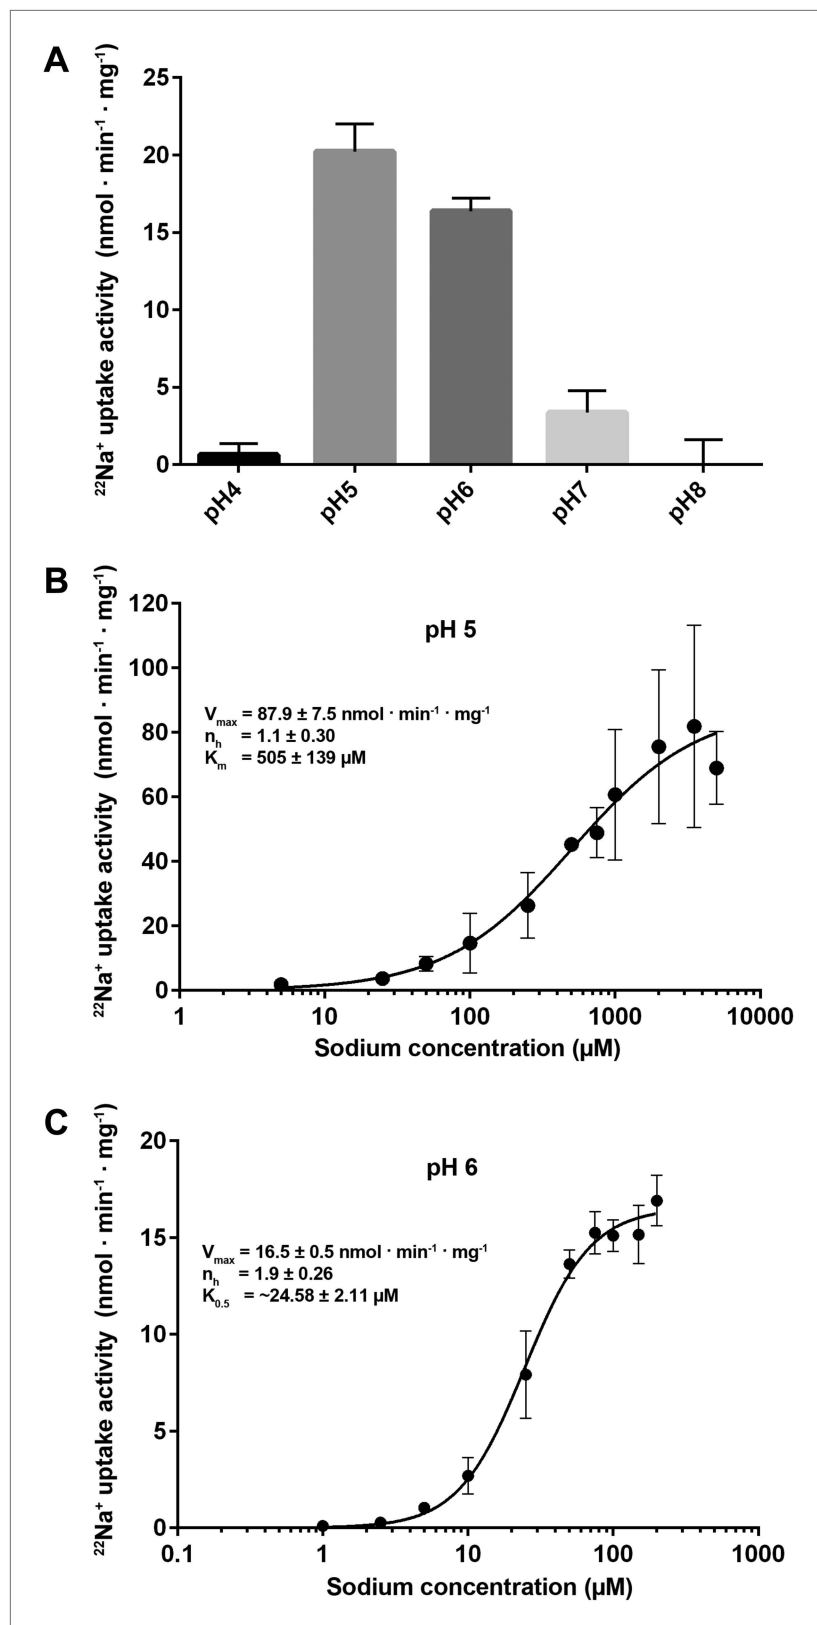 A
²²Na⁺ uptake activity (nmol · min⁻¹ · mg⁻¹)
25
20
15
10
5
0
pH4
pH5
pH6
pH7
pH8
B
²²Na⁺ uptake activity (nmol · min⁻¹ · mg⁻¹)
120
100
80
60
40
20
0
pH 5
Vmax = 87.9 ± 7.5 nmol · min⁻¹ · mg⁻¹
nh = 1.1 ± 0.30
Km = 505 ± 139 µM
1
10
100
1000
10000
Sodium concentration (µM)
C
²²Na⁺ uptake activity (nmol · min⁻¹ · mg⁻¹)
20
15
10
5
0
pH 6
Vmax = 16.5 ± 0.5 nmol · min⁻¹ · mg⁻¹
nh = 1.9 ± 0.26
K0.5 = ~24.58 ± 2.11 µM
0.1
1
10
100
1000
Sodium concentration (µM)